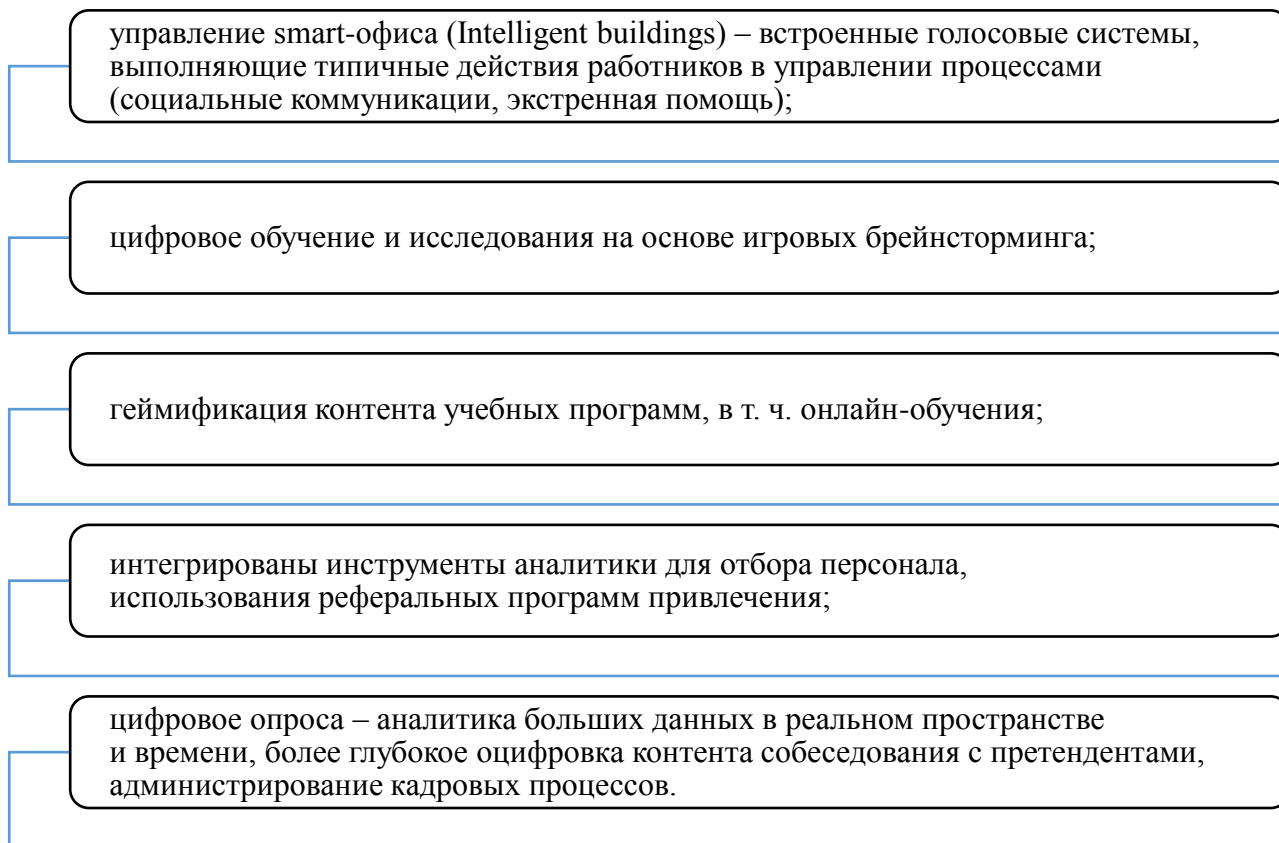 управление smart-офиса (Intelligent buildings) – встроенные голосовые системы,
выполняющие типичные действия работников в управлении процессами
(социальные коммуникации, экстренная помощь);
цифровое обучение и исследования на основе игровых брейнсторминга;
геймификация контента учебных программ, в т. ч. онлайн-обучения;
интегрированы инструменты аналитики для отбора персонала,
использования реферальных программ привлечения;
цифровое опроса – аналитика больших данных в реальном пространстве
и времени, более глубокое оцифровка контента собеседования с претендентами,
администрирование кадровых процессов.